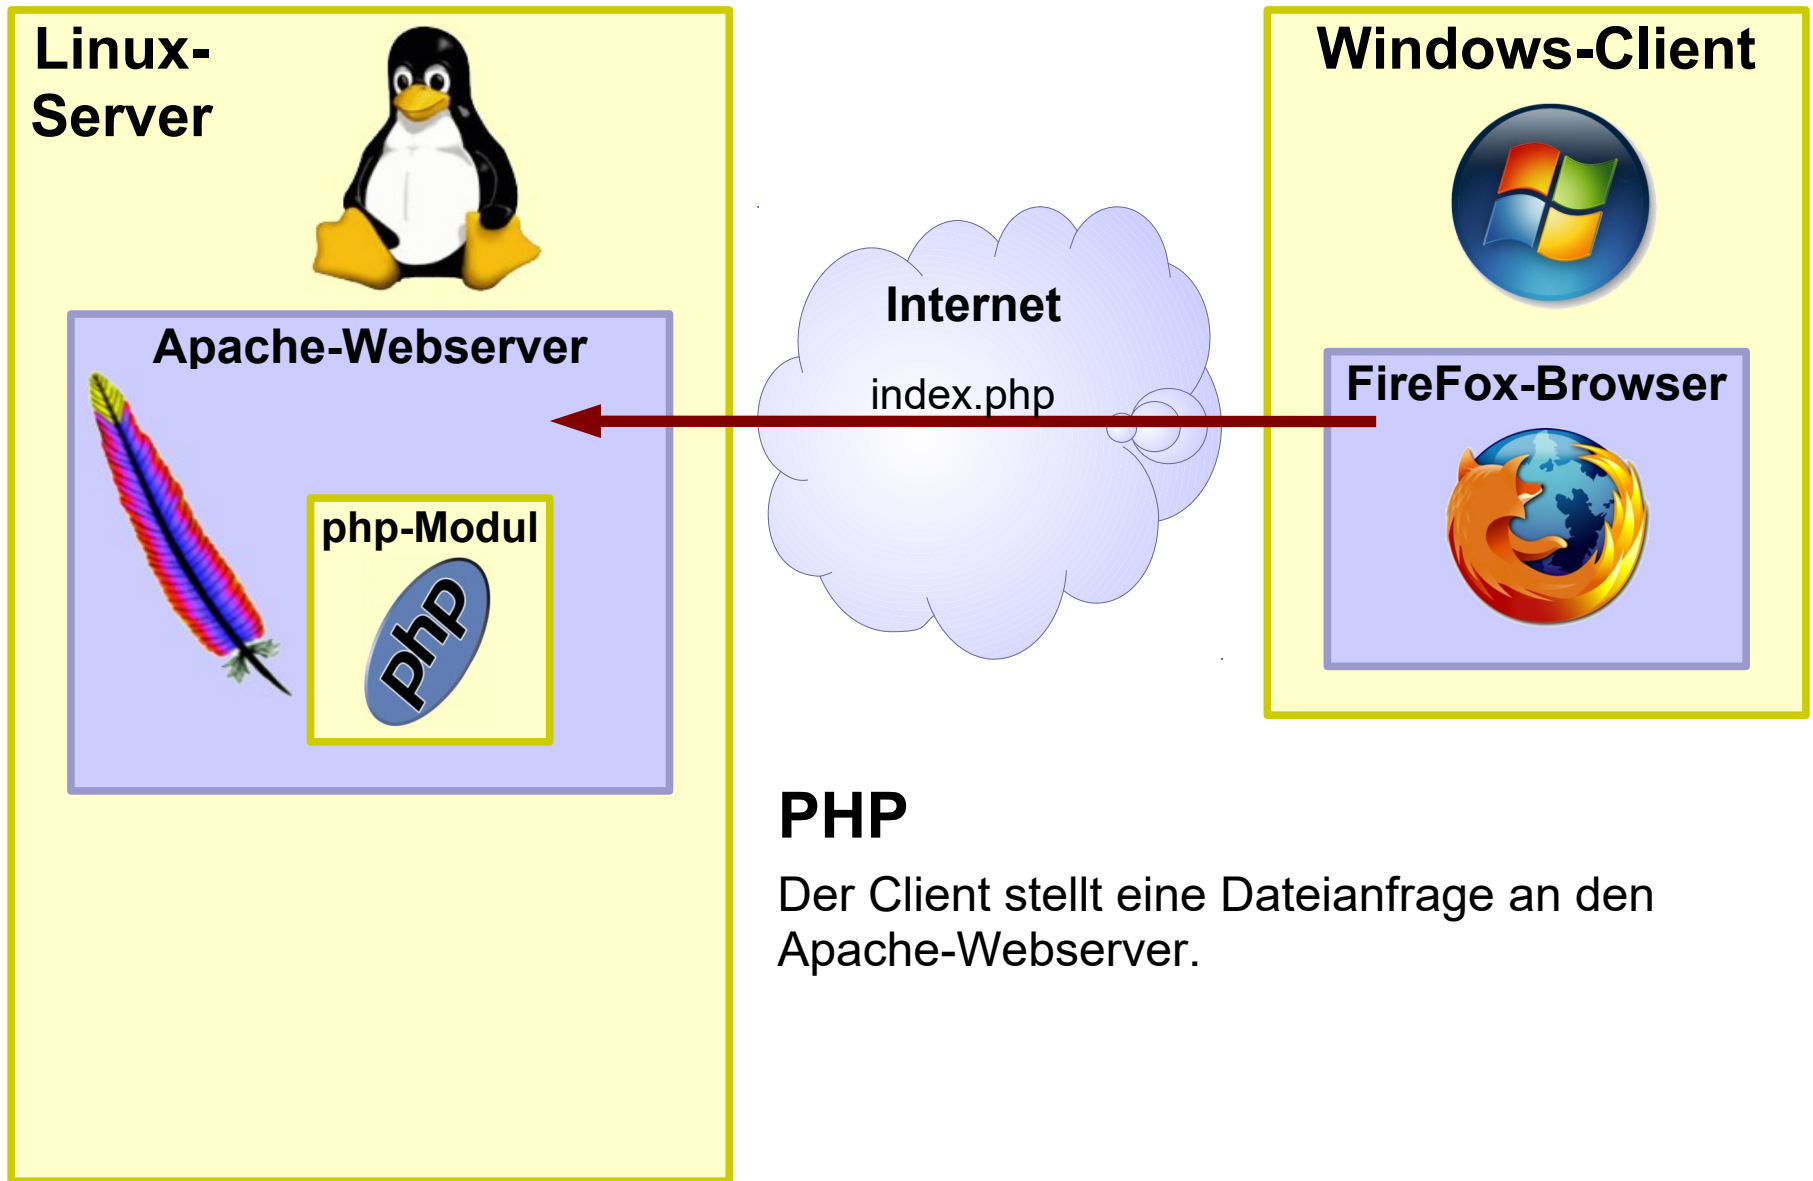 Linux-
Server
Windows-Client
Internet
Apache-Webserver
FireFox-Browser
index.php
php-Modul
php
PHP
Der Client stellt eine Dateianfrage an den
Apache-Webserver.